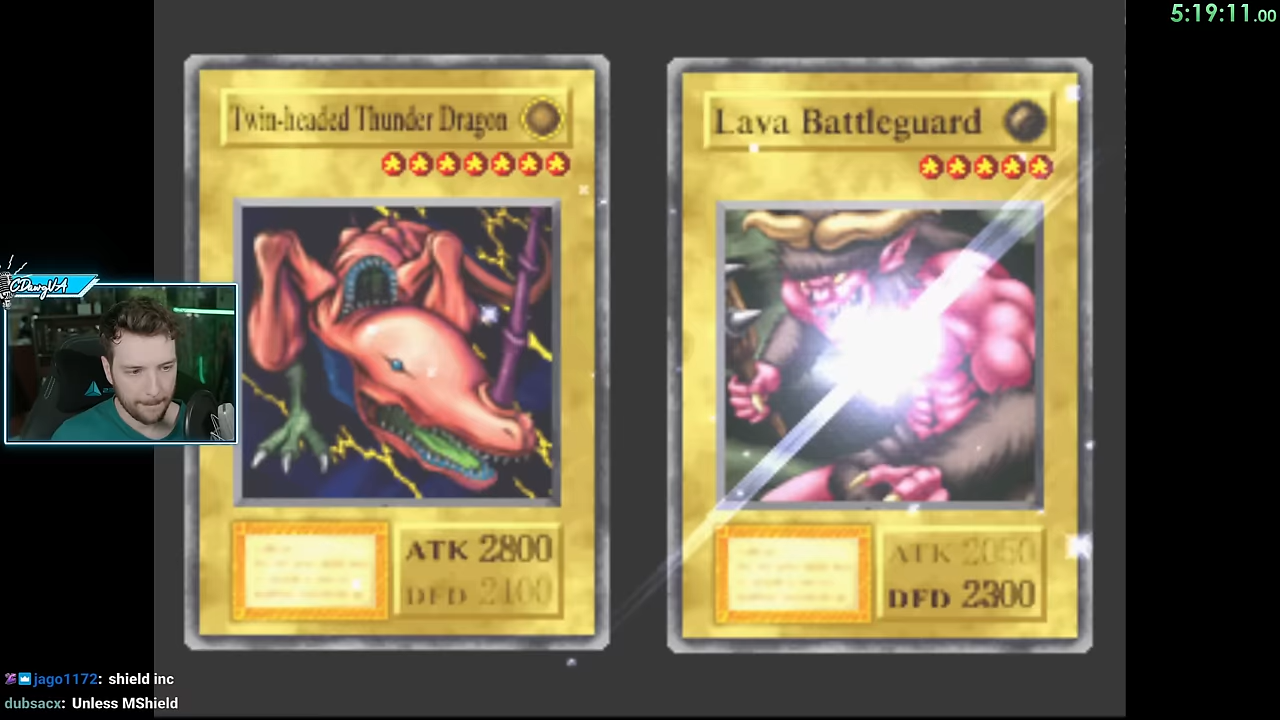 5:19:11.00
Twin-headed Thunder Dragon
Lava Battleguard
CDawgVA
ATK 2800
DFD 2100
ATK 2050
DFD 2300
jago1172: shield inc
dubsacx: Unless MShield